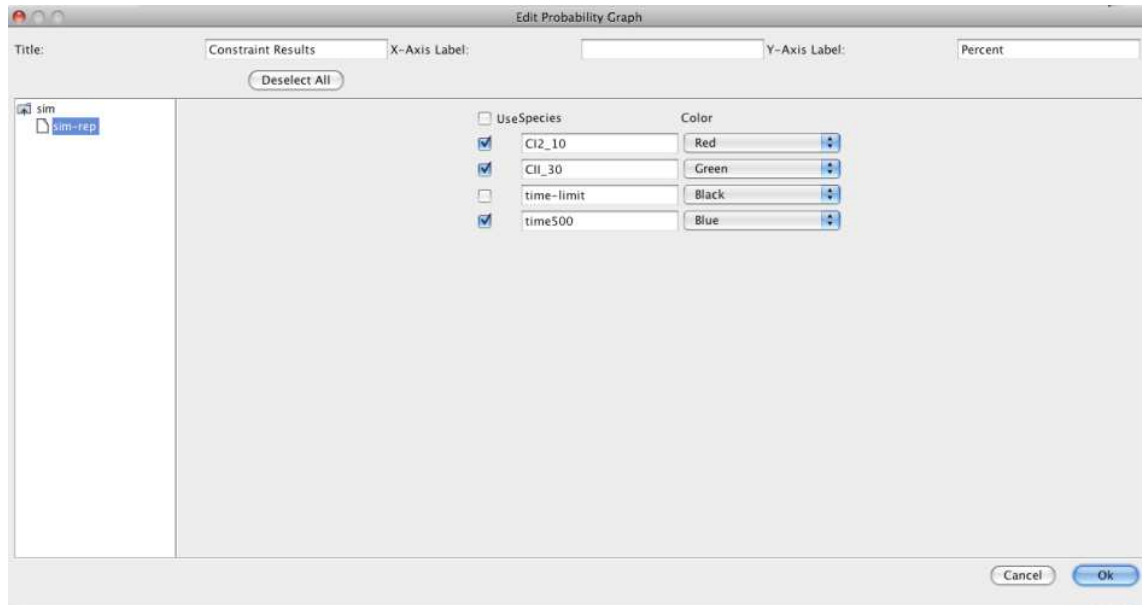 Edit Probability Graph
Title: Constraint Results X-Axis Label: Y-Axis Label: Percent
Deselect All
sim
sim-rep
Use Species Color
CI2_10 Red
CII_30 Green
time-limit Black
time500 Blue
Cancel Ok